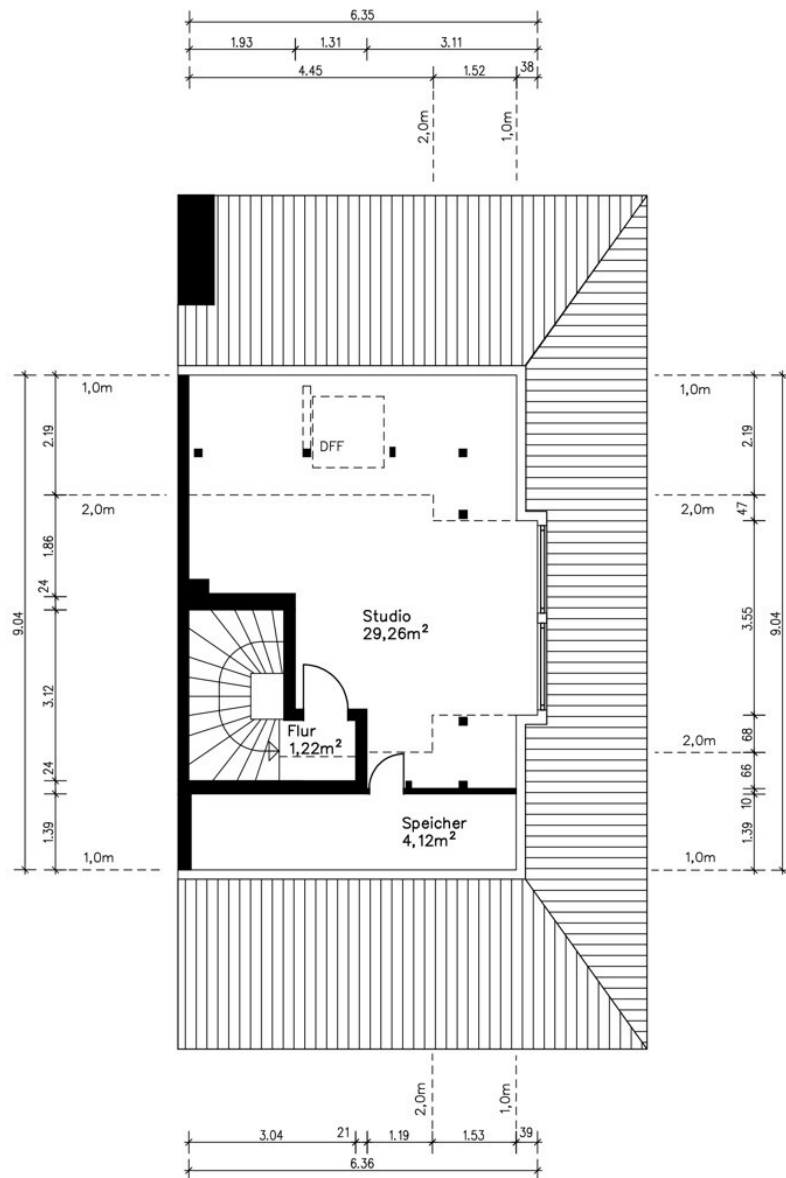 6.35
1.93 1.31 3.11
4.45 1.52 38
2,0m 1,0m
1,0m 1,0m
2.19 2.19
DFF
2,0m 2,0m
47
1.86
24
9.04 9.04
Studio
29,26m²
3.55
3.12
Flur
1,22m²
68
2,0m
24 66
10
Speicher
4,12m²
1.39 1.39
1,0m 1,0m
2,0m 1,0m
3.04 21 1.19 1.53 39
6.36